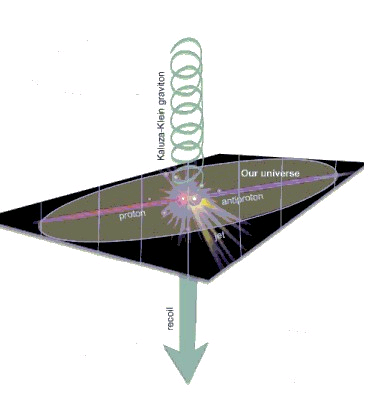 Kaluza-Klein graviton
Our universe
antiproton
proton
jet
recoil